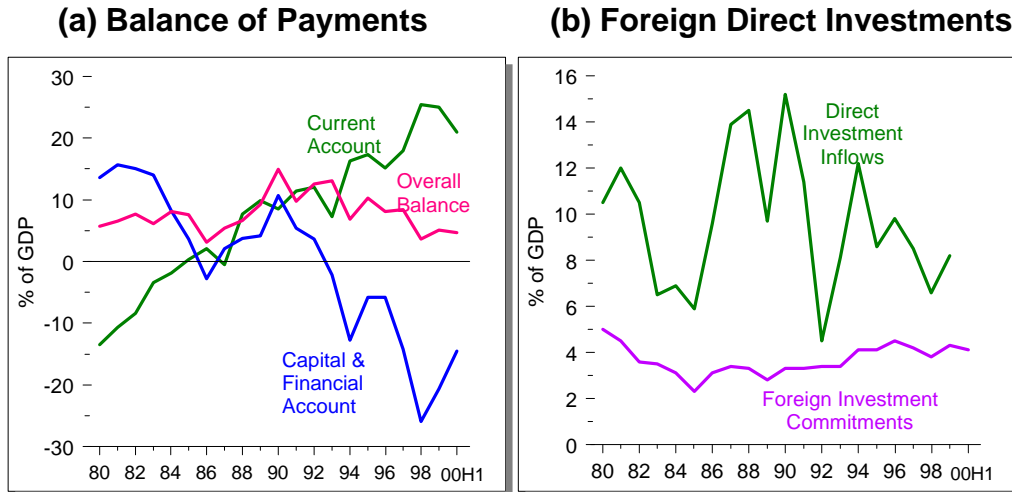 (a) Balance of Payments
(b) Foreign Direct Investments
30
20
10
0
-10
-20
-30
% of GDP
Current
Account
Overall
Balance
Capital &
Financial
Account
80 82 84 86 88 90 92 94 96 98 00H1
16
14
12
10
8
6
4
2
0
% of GDP
Direct
Investment
Inflows
Foreign Investment
Commitments
80 82 84 86 88 90 92 94 96 98 00H1